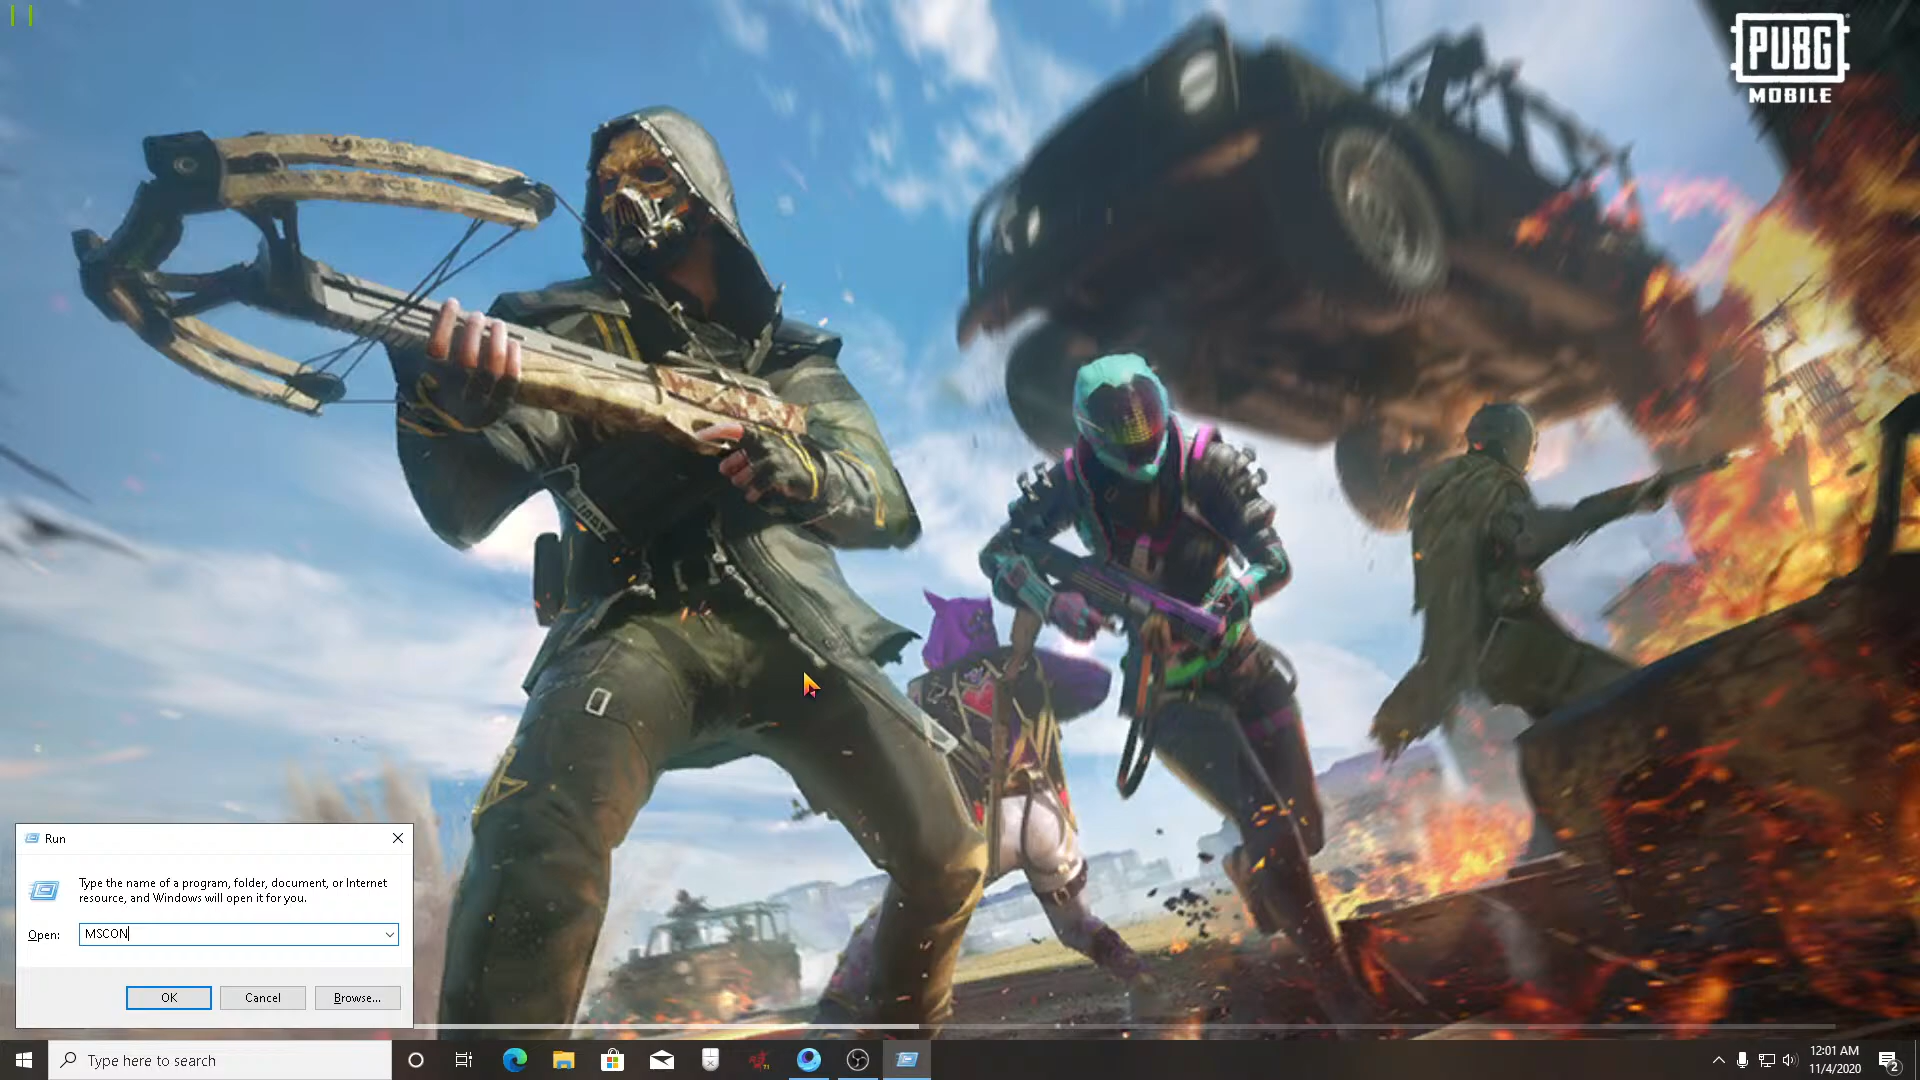 PUBG
MOBILE
Run
Type the name of a program, folder, document, or Internet
resource, and Windows will open it for you.
Open:
MSCON
OK
Cancel
Browse...
Type here to search
12:01 AM
11/4/2020
2